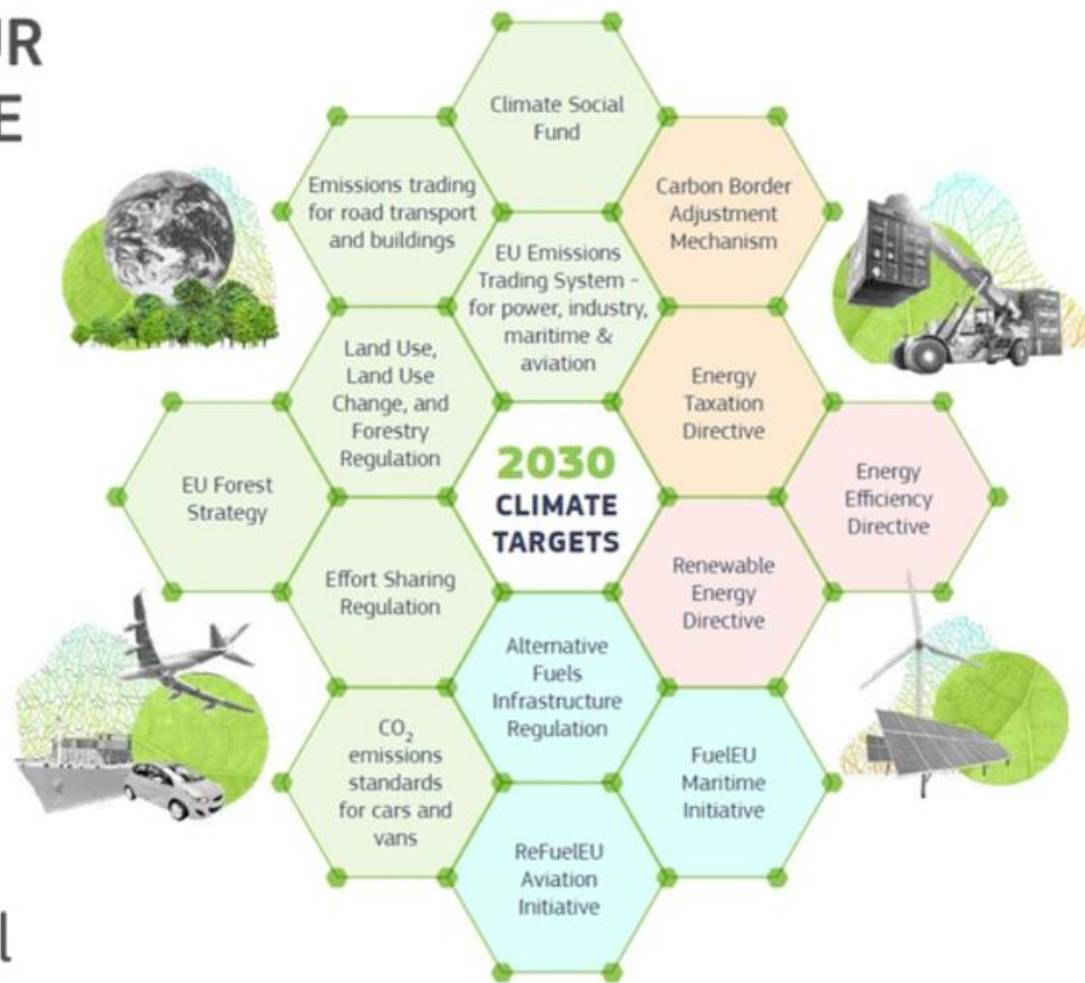 UR
E
Climate Social
Fund
Emissions trading
for road transport
and buildings
Carbon Border
Adjustment
Mechanism
EU Emissions
Trading System -
for power, industry,
maritime &
aviation
Land Use,
Land Use
Change, and
Forestry
Regulation
Energy
Taxation
Directive
EU Forest
Strategy
2030
CLIMATE
TARGETS
Energy
Efficiency
Directive
Effort Sharing
Regulation
Renewable
Energy
Directive
Alternative
Fuels
Infrastructure
Regulation
CO₂
emissions
standards
for cars and
vans
FuelEU
Maritime
Initiative
ReFuelEU
Aviation
Initiative
l